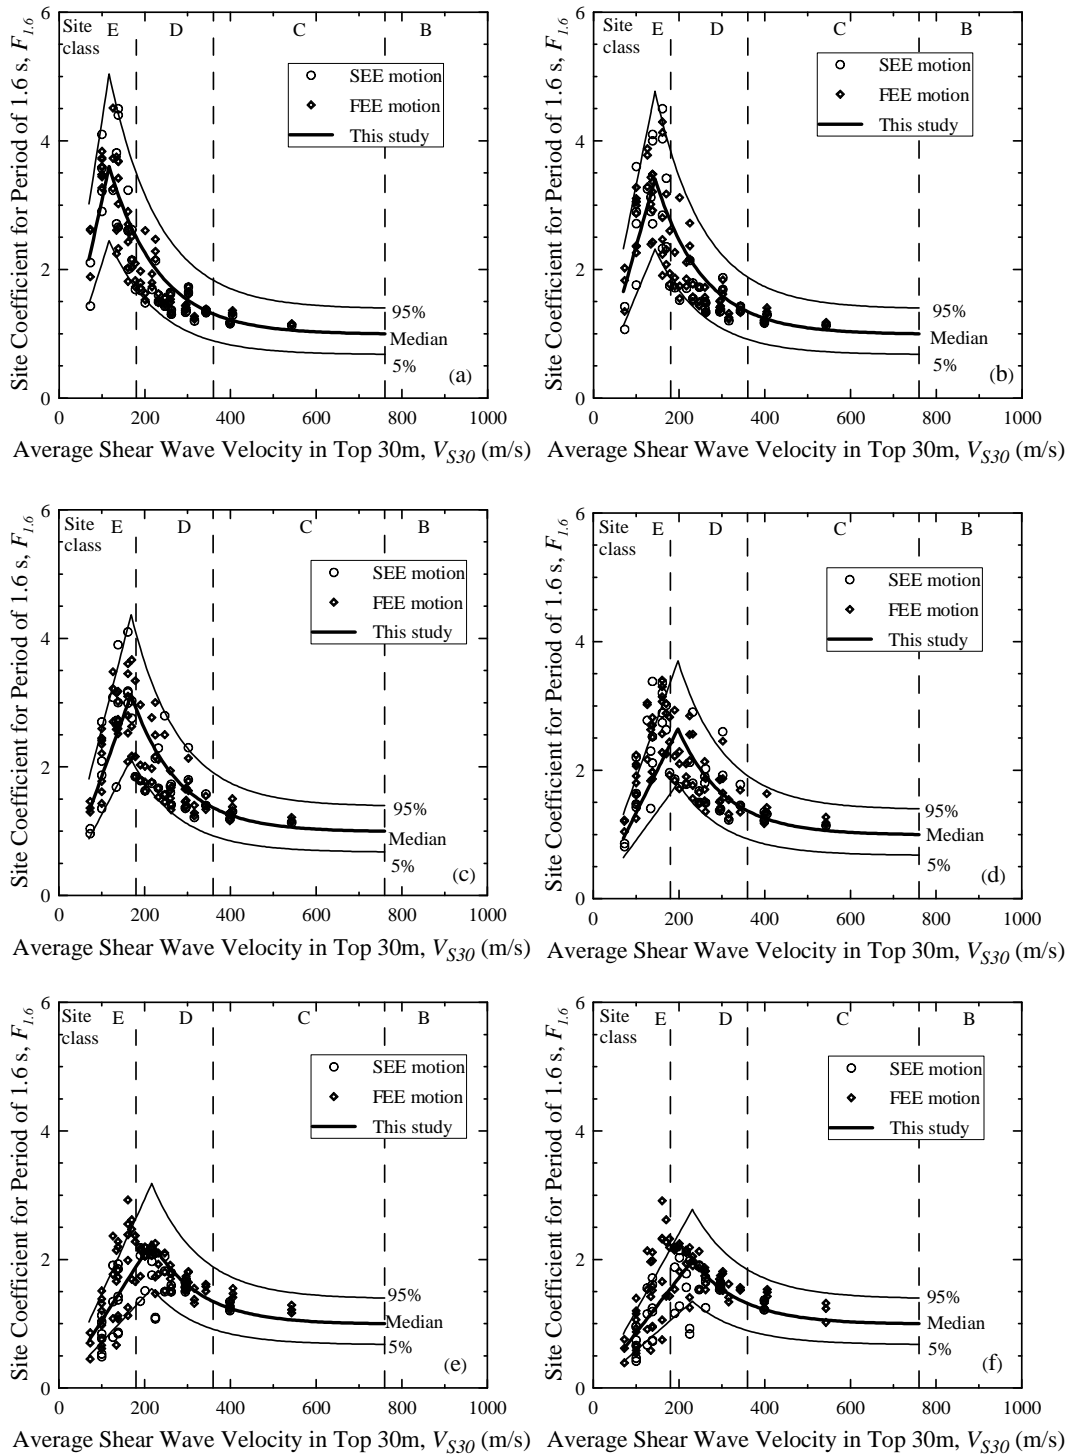 6
Site
class
E
D
C
B
SEE motion
FEE motion
This study
4
2
95%
Median
5%
(a)
0
0 200 400 600 800 1000
Site Coefficient for Period of 1.6 s, F1.6
Average Shear Wave Velocity in Top 30m, VS30 (m/s)
6
Site
class
E
D
C
B
SEE motion
FEE motion
This study
4
2
95%
Median
5%
(b)
0
0 200 400 600 800 1000
Site Coefficient for Period of 1.6 s, F1.6
Average Shear Wave Velocity in Top 30m, VS30 (m/s)
6
Site
class
E
D
C
B
SEE motion
FEE motion
This study
4
2
95%
Median
5%
(c)
0
0 200 400 600 800 1000
Site Coefficient for Period of 1.6 s, F1.6
Average Shear Wave Velocity in Top 30m, VS30 (m/s)
6
Site
class
E
D
C
B
SEE motion
FEE motion
This study
4
2
95%
Median
5%
(d)
0
0 200 400 600 800 1000
Site Coefficient for Period of 1.6 s, F1.6
Average Shear Wave Velocity in Top 30m, VS30 (m/s)
6
Site
class
E
D
C
B
SEE motion
FEE motion
This study
4
2
95%
Median
5%
(e)
0
0 200 400 600 800 1000
Site Coefficient for Period of 1.6 s, F1.6
Average Shear Wave Velocity in Top 30m, VS30 (m/s)
6
Site
class
E
D
C
B
SEE motion
FEE motion
This study
4
2
95%
Median
5%
(f)
0
0 200 400 600 800 1000
Site Coefficient for Period of 1.6 s, F1.6
Average Shear Wave Velocity in Top 30m, VS30 (m/s)